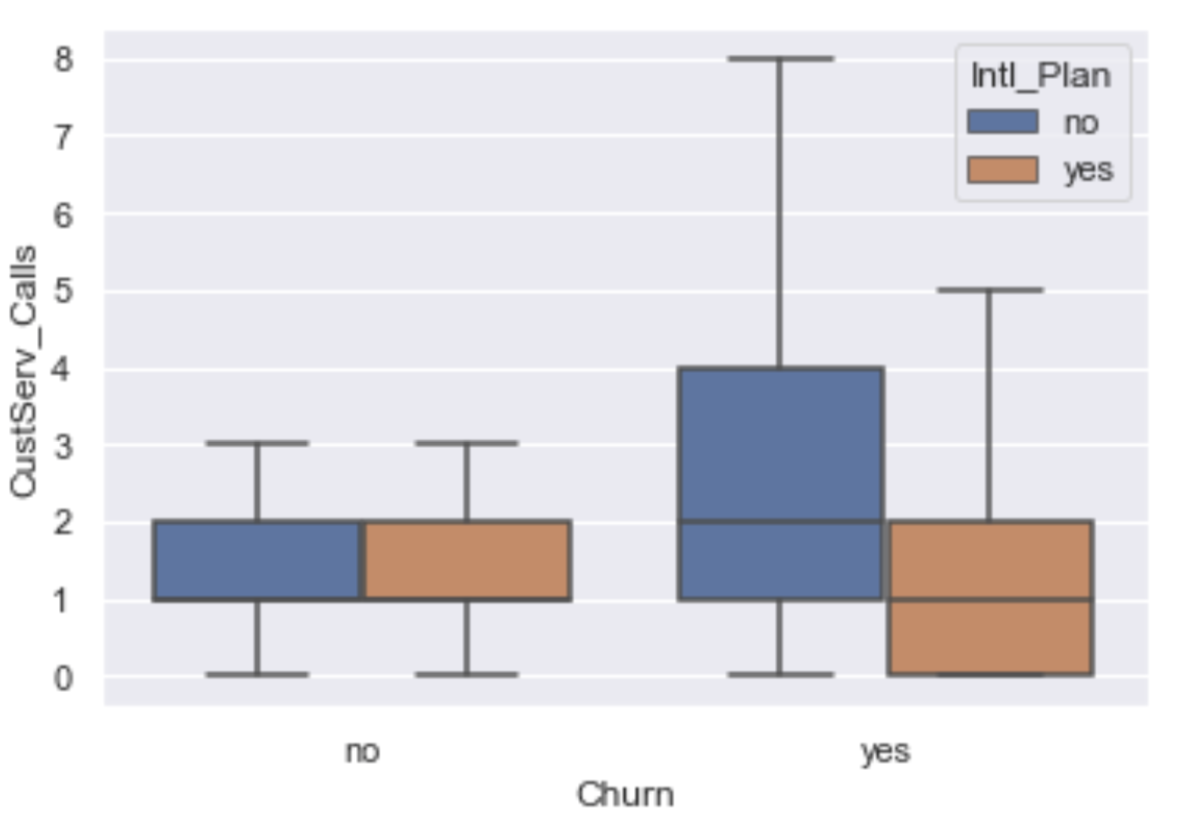 8
7
6
5
4
3
2
1
0
CustServ_Calls
Intl_Plan
no
yes
no yes
Churn